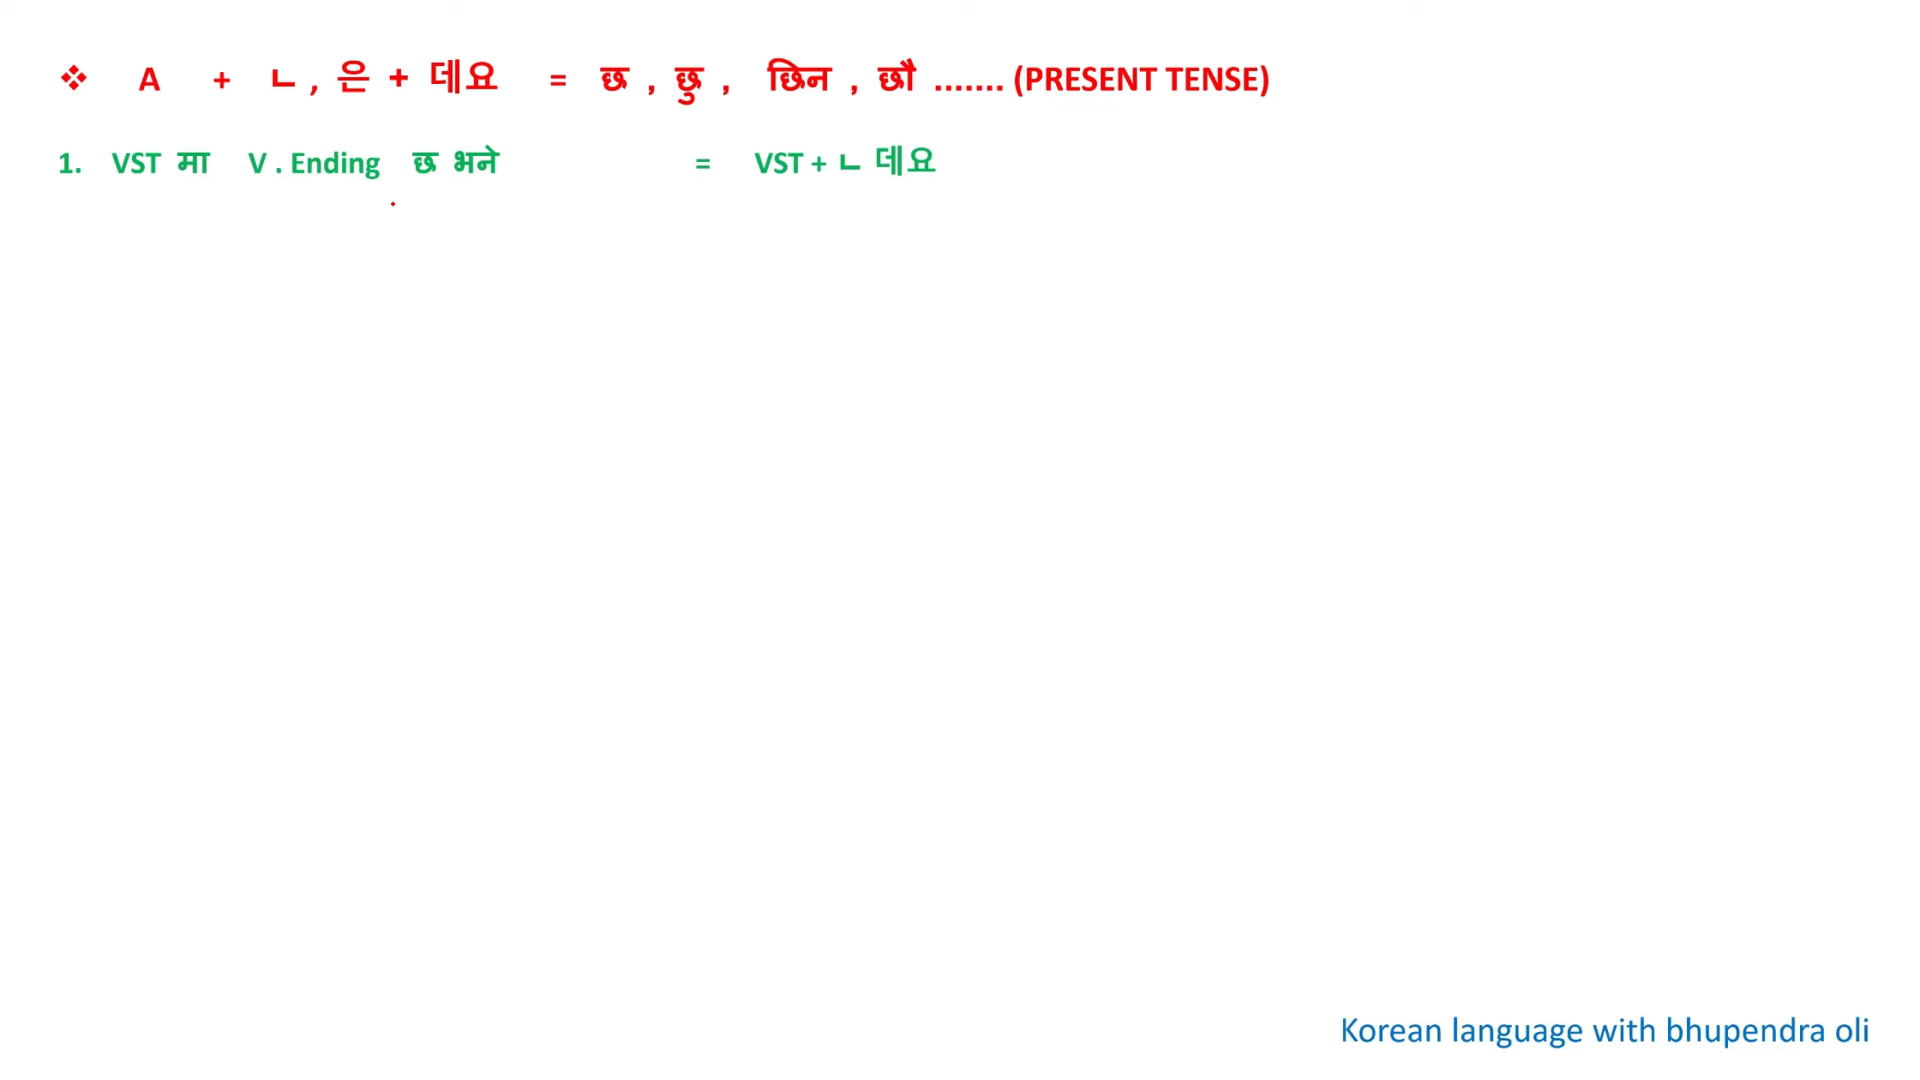 ❖ A + ㄴ , 은 + 데요 = छ , छु , छिन , छौ ....... (PRESENT TENSE)
1. VST मा V . Ending छ भने = VST + ㄴ 데요
Korean language with bhupendra oli